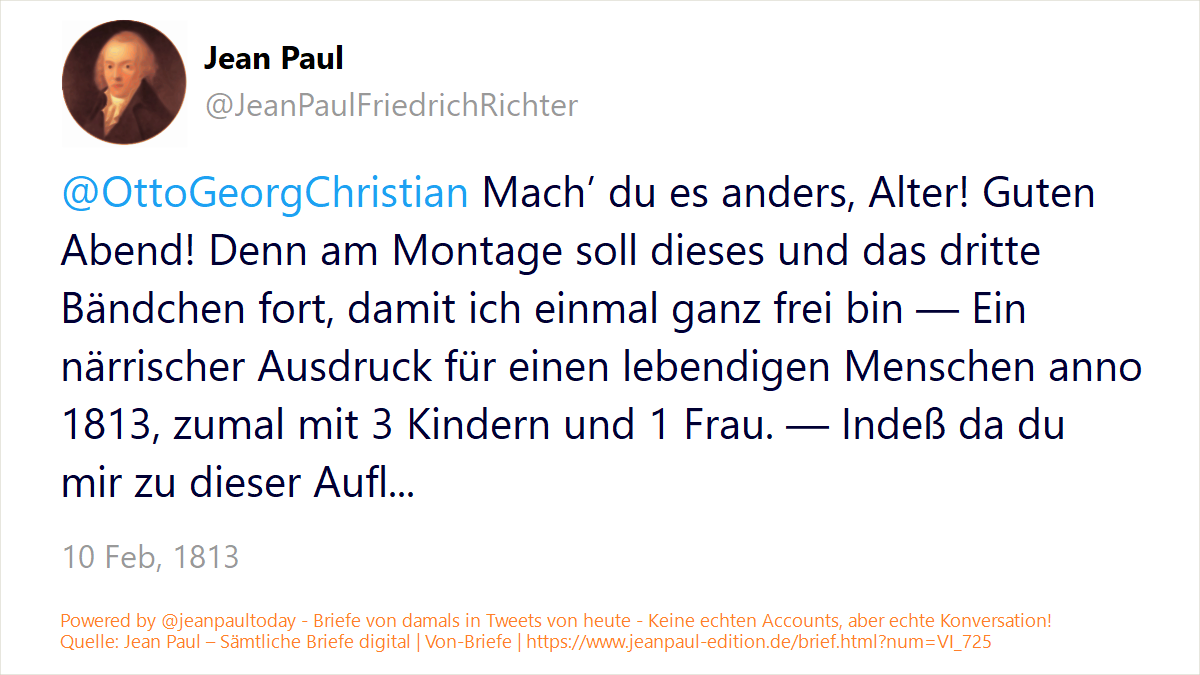 Jean Paul
@JeanPaulFriedrichRichter
@OttoGeorgChristian Mach’ du es anders, Alter! Guten
Abend! Denn am Montage soll dieses und das dritte
Bändchen fort, damit ich einmal ganz frei bin — Ein
närrischer Ausdruck für einen lebendigen Menschen anno
1813, zumal mit 3 Kindern und 1 Frau. — Indeß da du
mir zu dieser Aufl...
10 Feb, 1813
Powered by @jeanpaultoday - Briefe von damals in Tweets von heute - Keine echten Accounts, aber echte Konversation!
Quelle: Jean Paul – Sämtliche Briefe digital | Von-Briefe | https://www.jeanpaul-edition.de/brief.html?num=VI_725